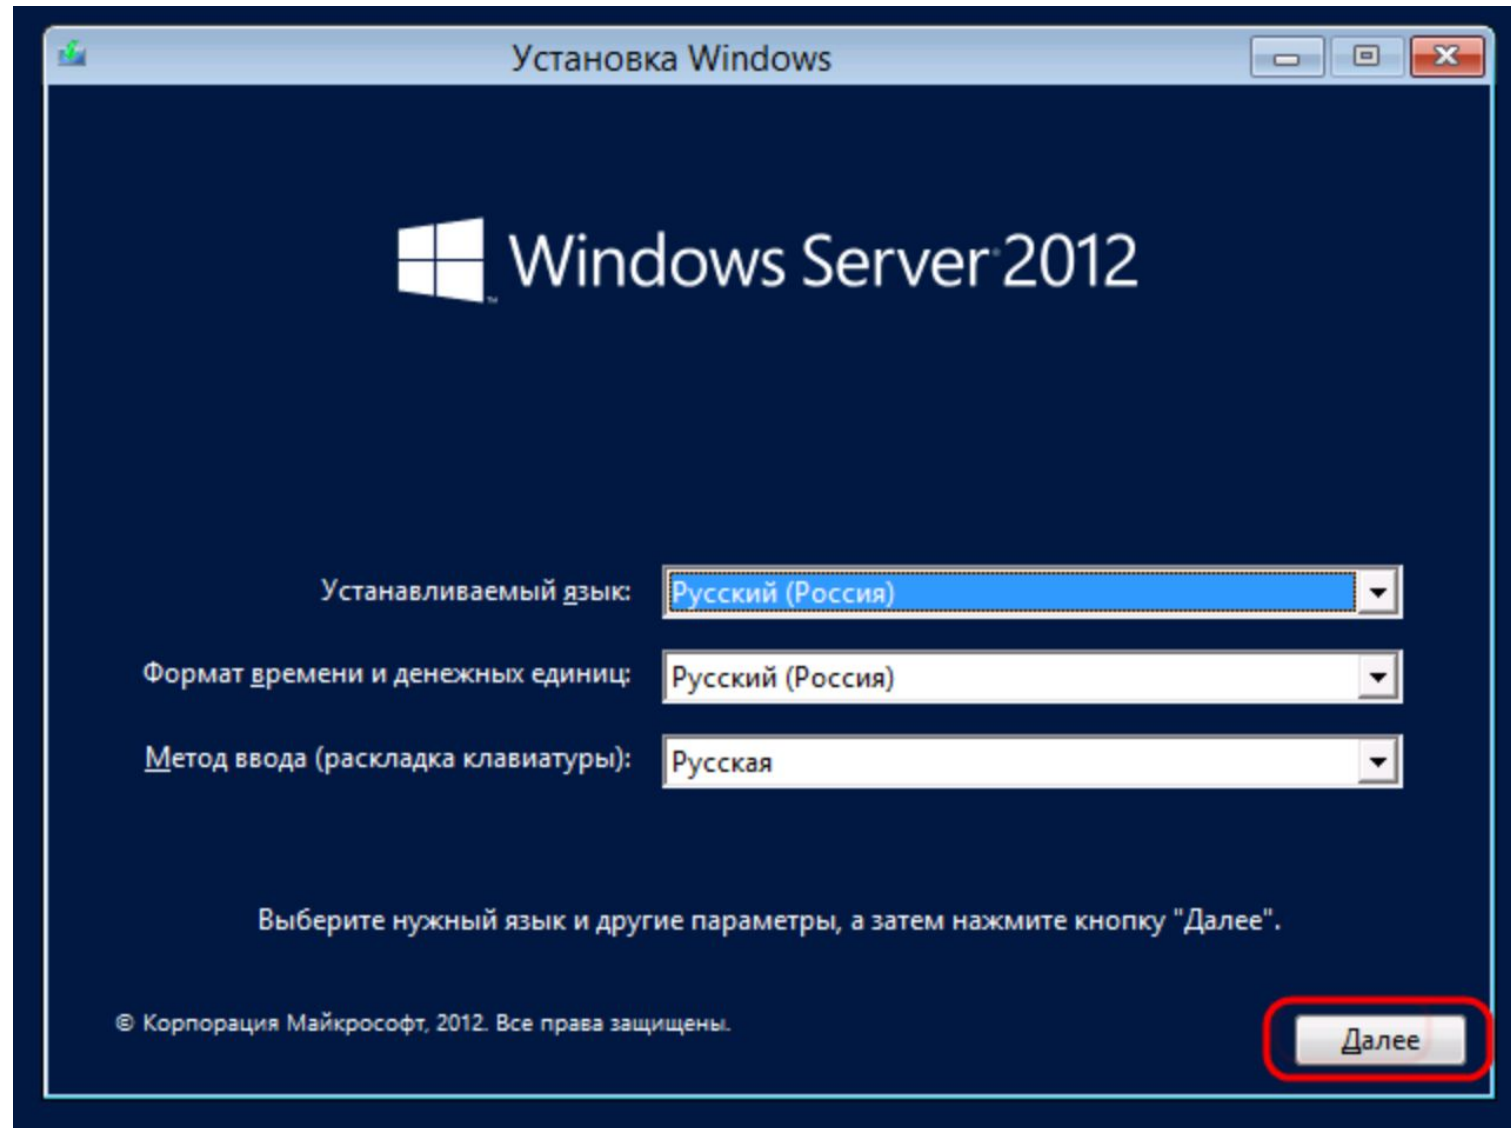 Установка Windows
Windows Server 2012
Устанавливаемый язык: Русский (Россия)
Формат времени и денежных единиц: Русский (Россия)
Метод ввода (раскладка клавиатуры): Русская
Выберите нужный язык и другие параметры, а затем нажмите кнопку "Далее".
© Корпорация Майкрософт, 2012. Все права защищены.
Далее